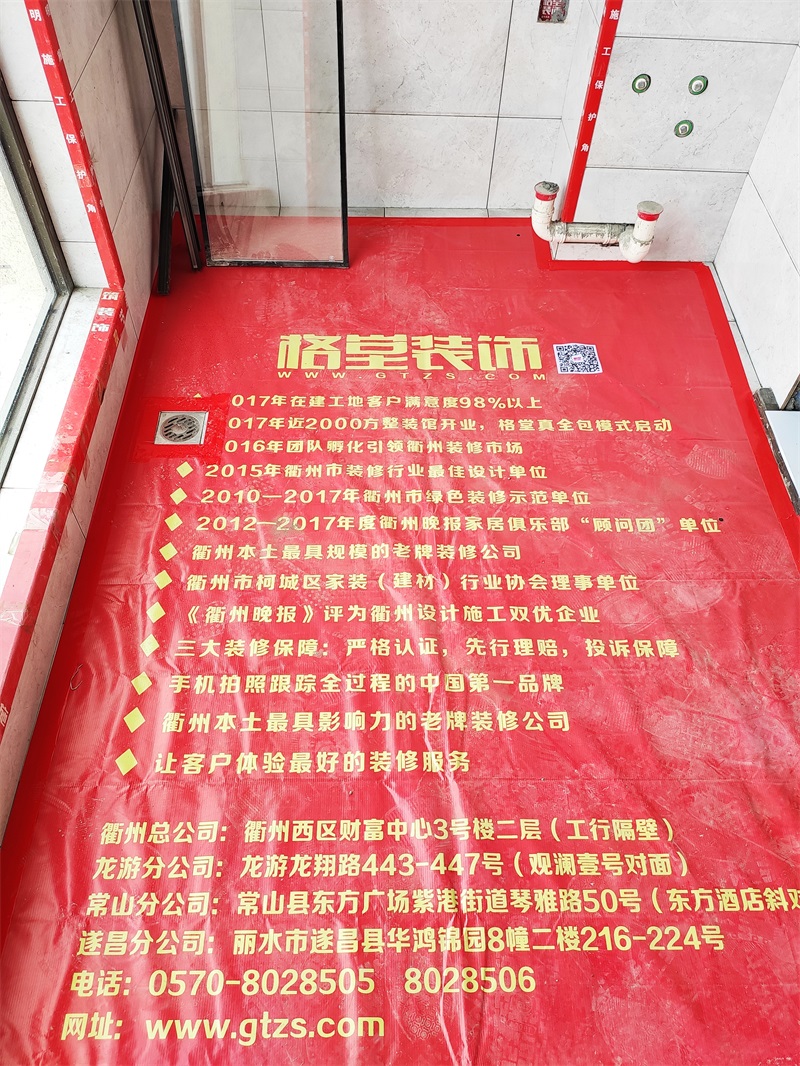 明施工保护角
施工保护角
筑装饰
格堂装饰
WWW.GTZS.COM
017年在建工地客户满意度98%以上
017年近2000方整装馆开业，格堂真全包模式启动
016年团队孵化引领衢州装修市场
2015年衢州市装修行业最佳设计单位
2010—2017年衢州市绿色装修示范单位
2012—2017年度衢州晚报家居俱乐部“顾问团”单位
衢州本土最具规模的老牌装修公司
衢州市柯城区家装（建材）行业协会理事单位
《衢州晚报》评为衢州设计施工双优企业
三大装修保障：严格认证，先行理赔，投诉保障
手机拍照跟踪全过程的中国第一品牌
衢州本土最具影响力的老牌装修公司
让客户体验最好的装修服务
衢州总公司：衢州西区财富中心3号楼二层（工行隔壁）
龙游分公司：龙游龙翔路443-447号（观澜壹号对面）
常山分公司：常山县东方广场紫港街道琴雅路50号（东方酒店斜对
遂昌分公司：丽水市遂昌县华鸿锦园8幢二楼216-224号
电话：0570-8028505 8028506
网址：www.gtzs.com